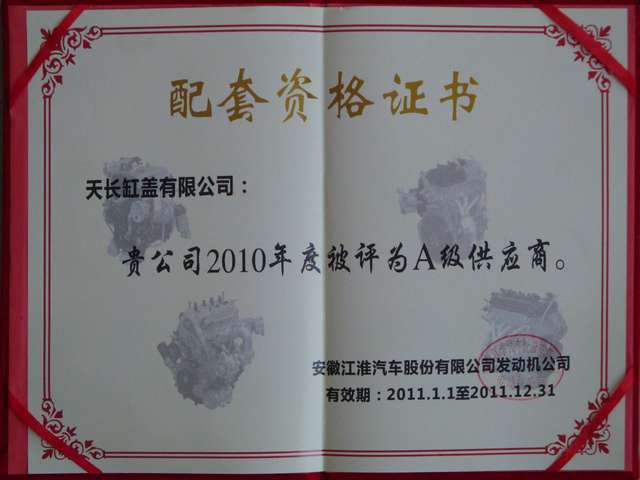 配套资格证书
天长缸盖有限公司：
贵公司2010年度被评为A级供应商。
安徽江淮汽车股份有限公司发动机公司
有效期：2011.1.1至2011.12.31